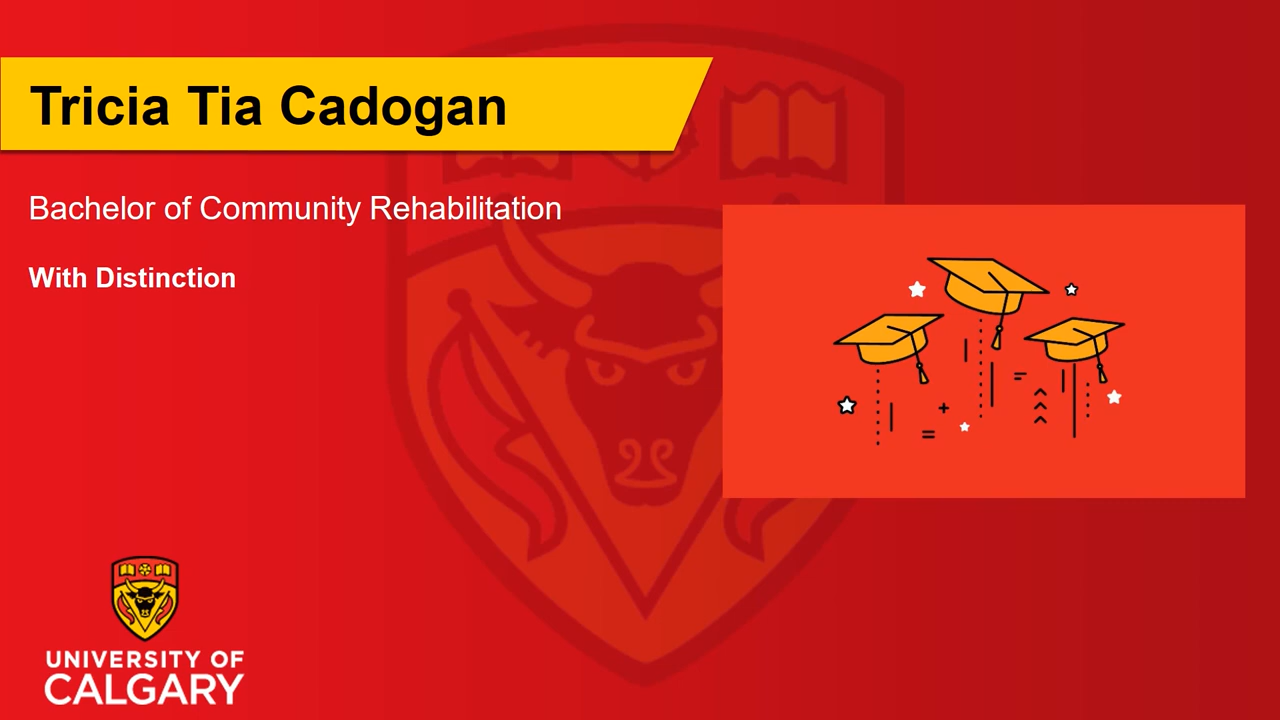 Tricia Tia Cadogan
Bachelor of Community Rehabilitation
With Distinction
UNIVERSITY OF
CALGARY